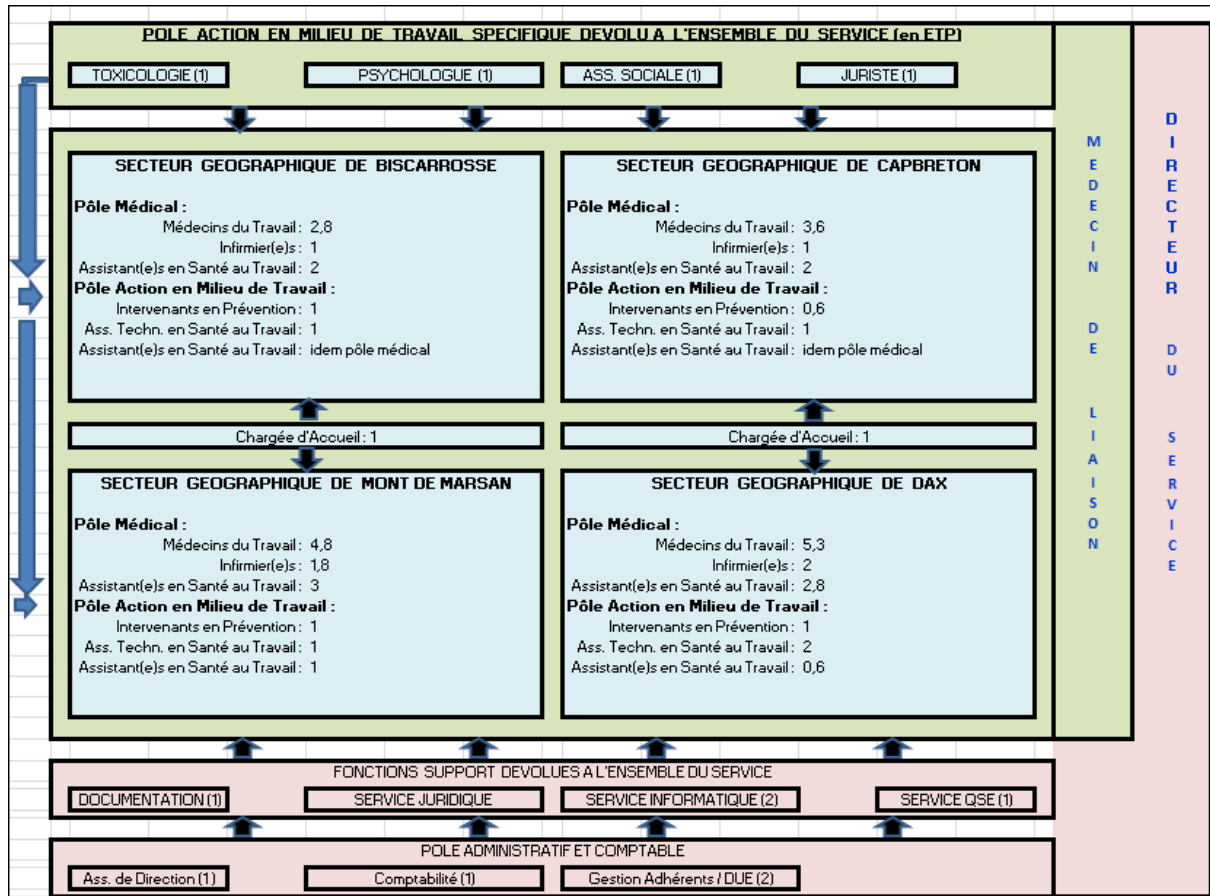 POLE ACTION EN MILIEU DE TRAVAIL SPECIFIQUE DEVOLU A L'ENSEMBLE DU SERVICE (en ETP)
TOXICOLOGIE (1)
PSYCHOLOGUE (1)
ASS. SOCIALE (1)
JURISTE (1)
SECTEUR GEOGRAPHIQUE DE BISCARROSSE
Pôle Médical :
Médecins du Travail : 2,8
Infirmier(e)s : 1
Assistant(e)s en Santé au Travail : 2
Pôle Action en Milieu de Travail :
Intervenants en Prévention : 1
Ass. Techn. en Santé au Travail : 1
Assistant(e)s en Santé au Travail : idem pôle médical
SECTEUR GEOGRAPHIQUE DE CAPBRETON
Pôle Médical :
Médecins du Travail : 3,6
Infirmier(e)s : 1
Assistant(e)s en Santé au Travail : 2
Pôle Action en Milieu de Travail :
Intervenants en Prévention : 0,6
Ass. Techn. en Santé au Travail : 1
Assistant(e)s en Santé au Travail : idem pôle médical
Chargée d'Accueil : 1
Chargée d'Accueil : 1
SECTEUR GEOGRAPHIQUE DE MONT DE MARSAN
Pôle Médical :
Médecins du Travail : 4,8
Infirmier(e)s : 1,8
Assistant(e)s en Santé au Travail : 3
Pôle Action en Milieu de Travail :
Intervenants en Prévention : 1
Ass. Techn. en Santé au Travail : 1
Assistant(e)s en Santé au Travail : 1
SECTEUR GEOGRAPHIQUE DE DAX
Pôle Médical :
Médecins du Travail : 5,3
Infirmier(e)s : 2
Assistant(e)s en Santé au Travail : 2,8
Pôle Action en Milieu de Travail :
Intervenants en Prévention : 1
Ass. Techn. en Santé au Travail : 2
Assistant(e)s en Santé au Travail : 0,6
FONCTIONS SUPPORT DEVOLUES A L'ENSEMBLE DU SERVICE
DOCUMENTATION (1)
SERVICE JURIDIQUE
SERVICE INFORMATIQUE (2)
SERVICE QSE (1)
POLE ADMINISTRATIF ET COMPTABLE
Ass. de Direction (1)
Comptabilité (1)
Gestion Adhérents / DUE (2)
MEDECIN DE LIAISON
DIRECTEUR DU SERVICE